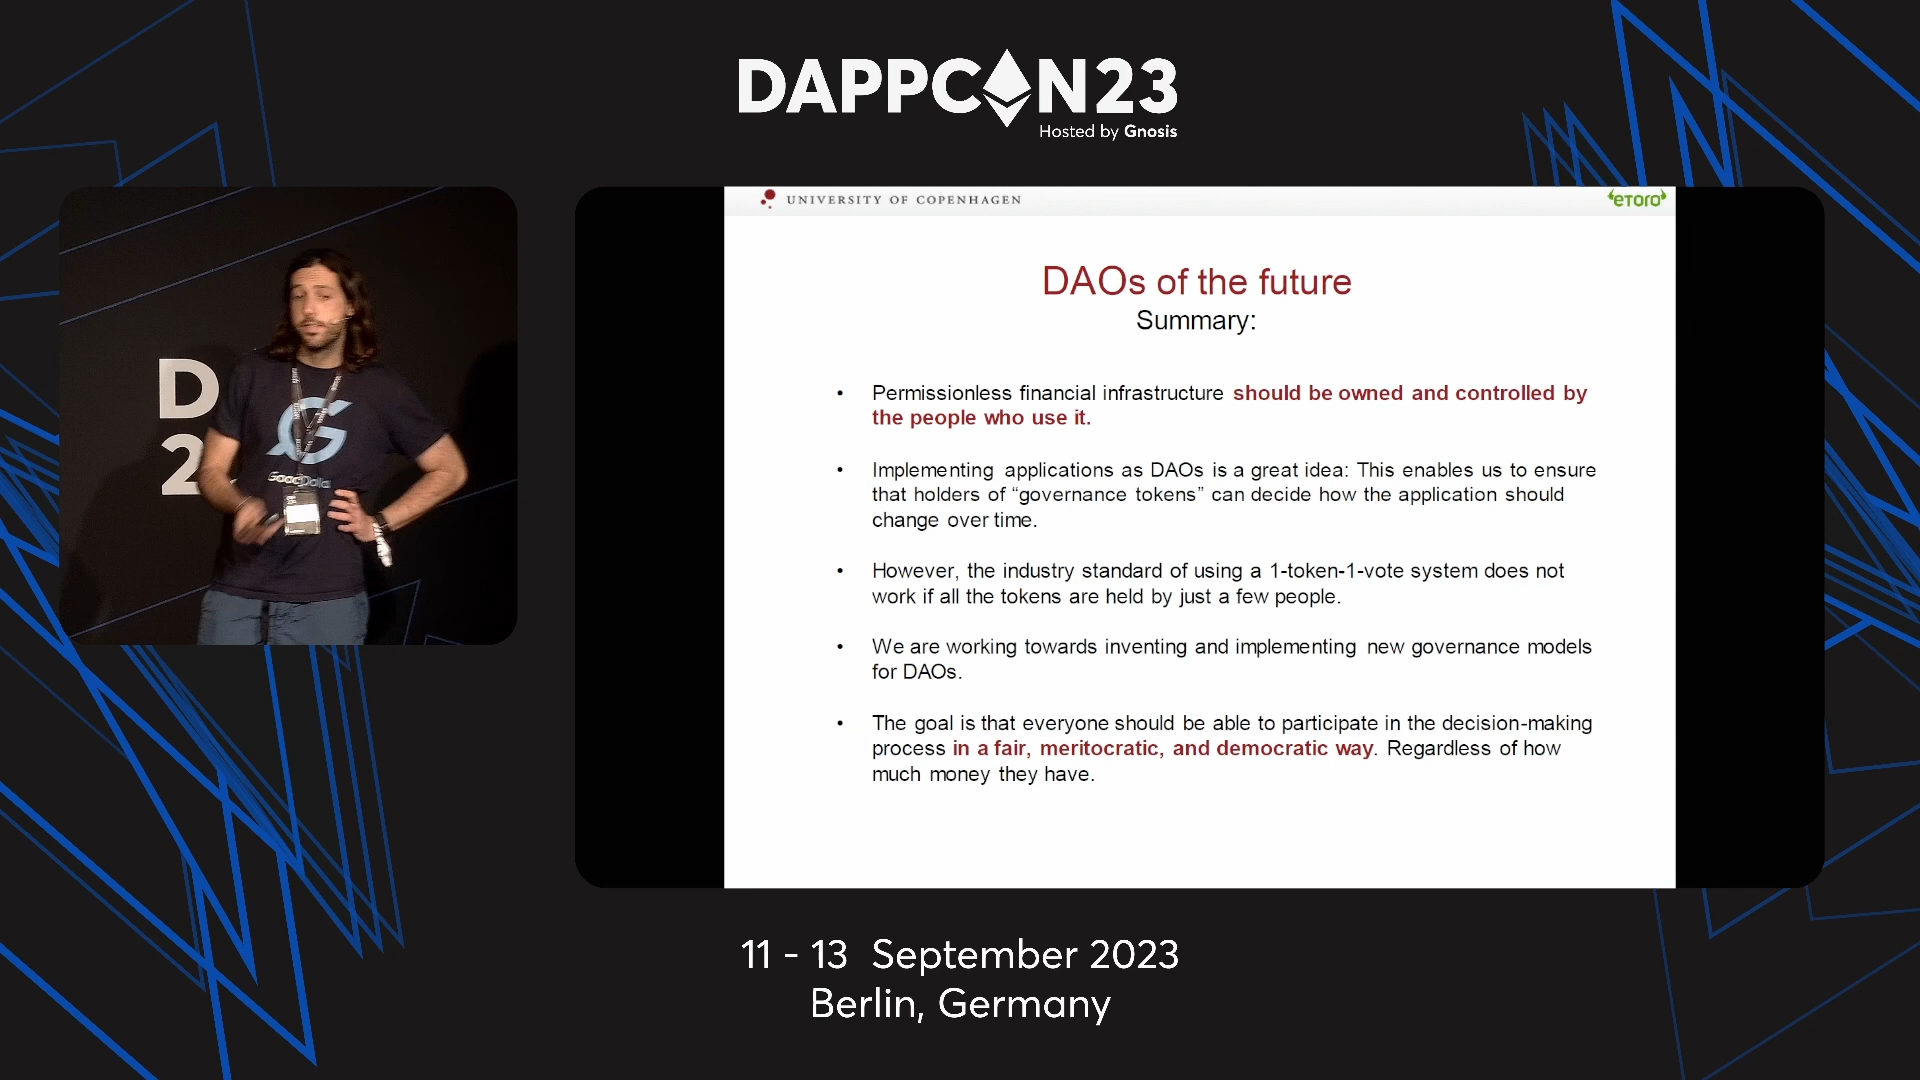 DAPPCON23
Hosted by Gnosis
UNIVERSITY OF COPENHAGEN
eToro
DAOs of the future
Summary:
• Permissionless financial infrastructure should be owned and controlled by
the people who use it.
• Implementing applications as DAOs is a great idea: This enables us to ensure
that holders of “governance tokens” can decide how the application should
change over time.
• However, the industry standard of using a 1-token-1-vote system does not
work if all the tokens are held by just a few people.
• We are working towards inventing and implementing new governance models
for DAOs.
• The goal is that everyone should be able to participate in the decision-making
process in a fair, meritocratic, and democratic way. Regardless of how
much money they have.
D
2
G
GoodDolla
11 - 13 September 2023
Berlin, Germany